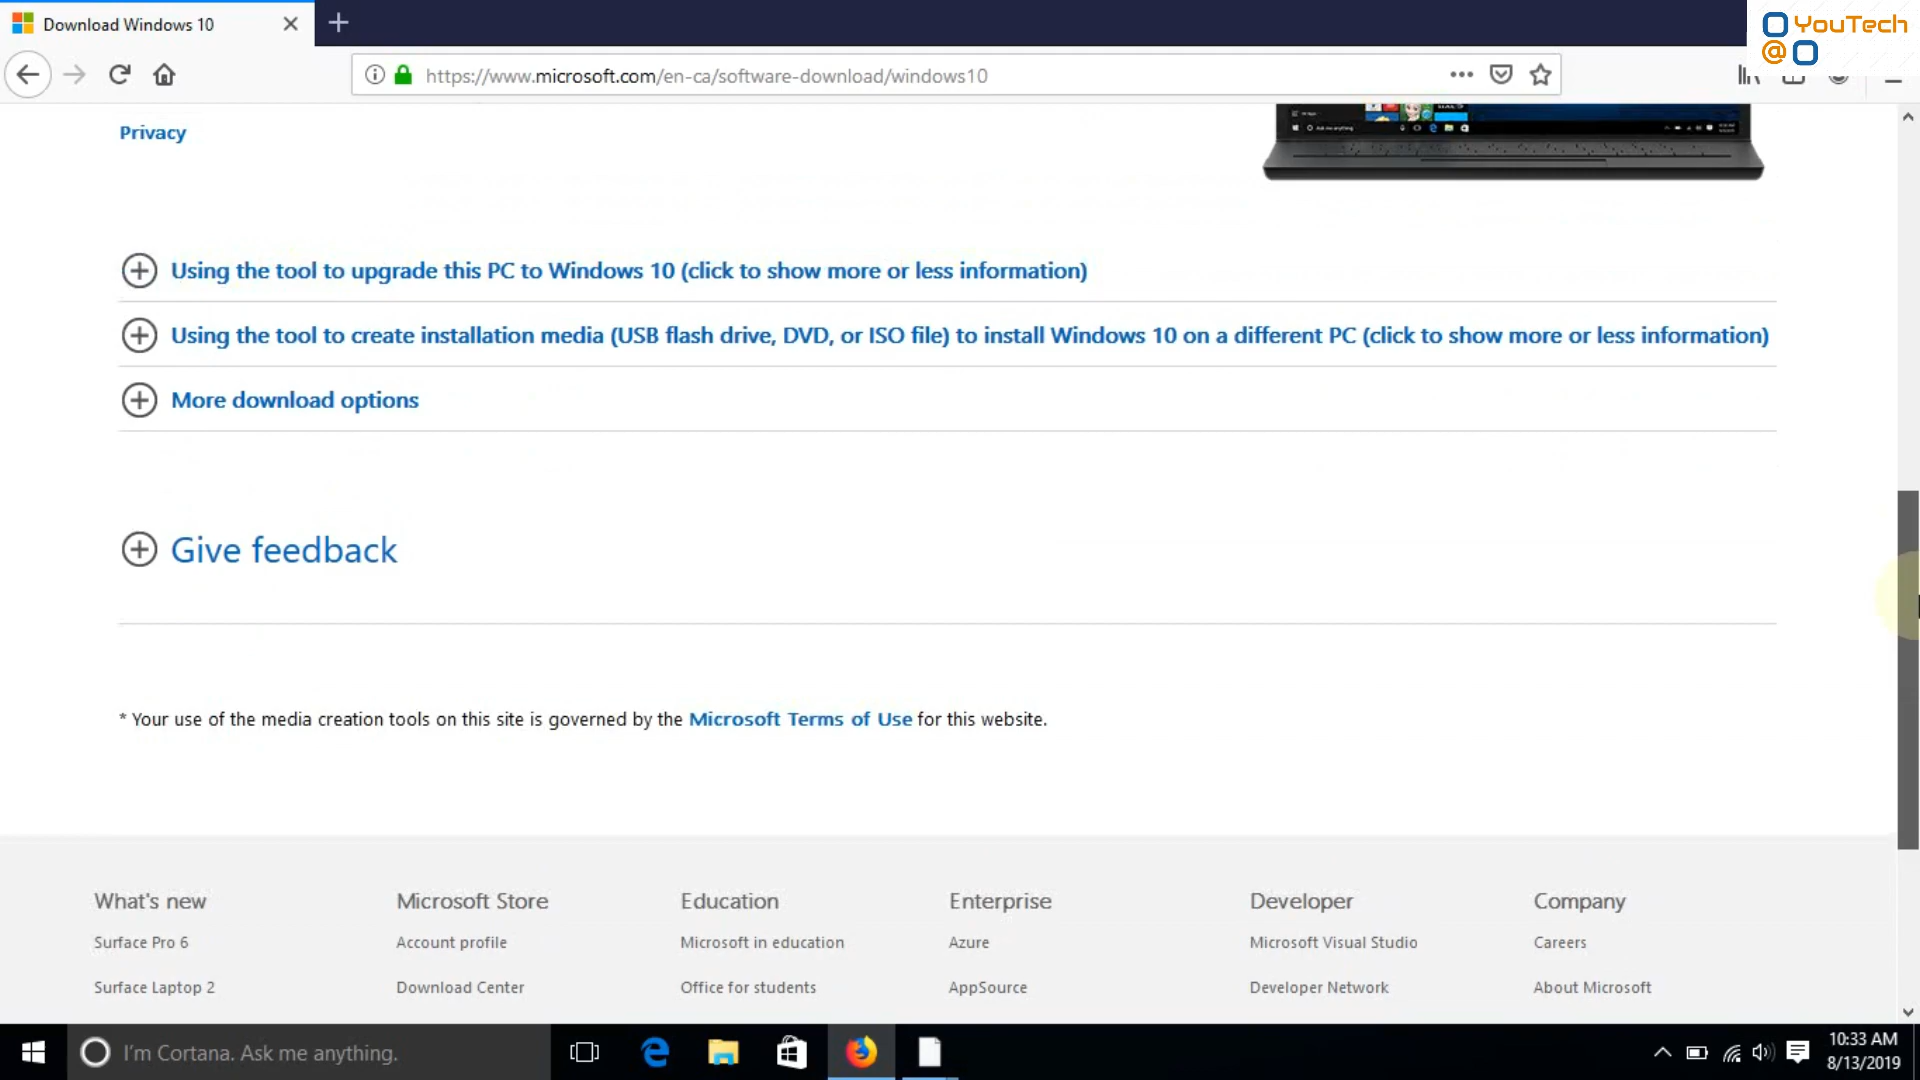 Download Windows 10
YouTech
@
https://www.microsoft.com/en-ca/software-download/windows10
Privacy
Using the tool to upgrade this PC to Windows 10 (click to show more or less information)
Using the tool to create installation media (USB flash drive, DVD, or ISO file) to install Windows 10 on a different PC (click to show more or less information)
More download options
Give feedback
* Your use of the media creation tools on this site is governed by the Microsoft Terms of Use for this website.
What's new Microsoft Store Education Enterprise Developer Company
Surface Pro 6 Account profile Microsoft in education Azure Microsoft Visual Studio Careers
Surface Laptop 2 Download Center Office for students AppSource Developer Network About Microsoft
I'm Cortana. Ask me anything.
10:33 AM
8/13/2019